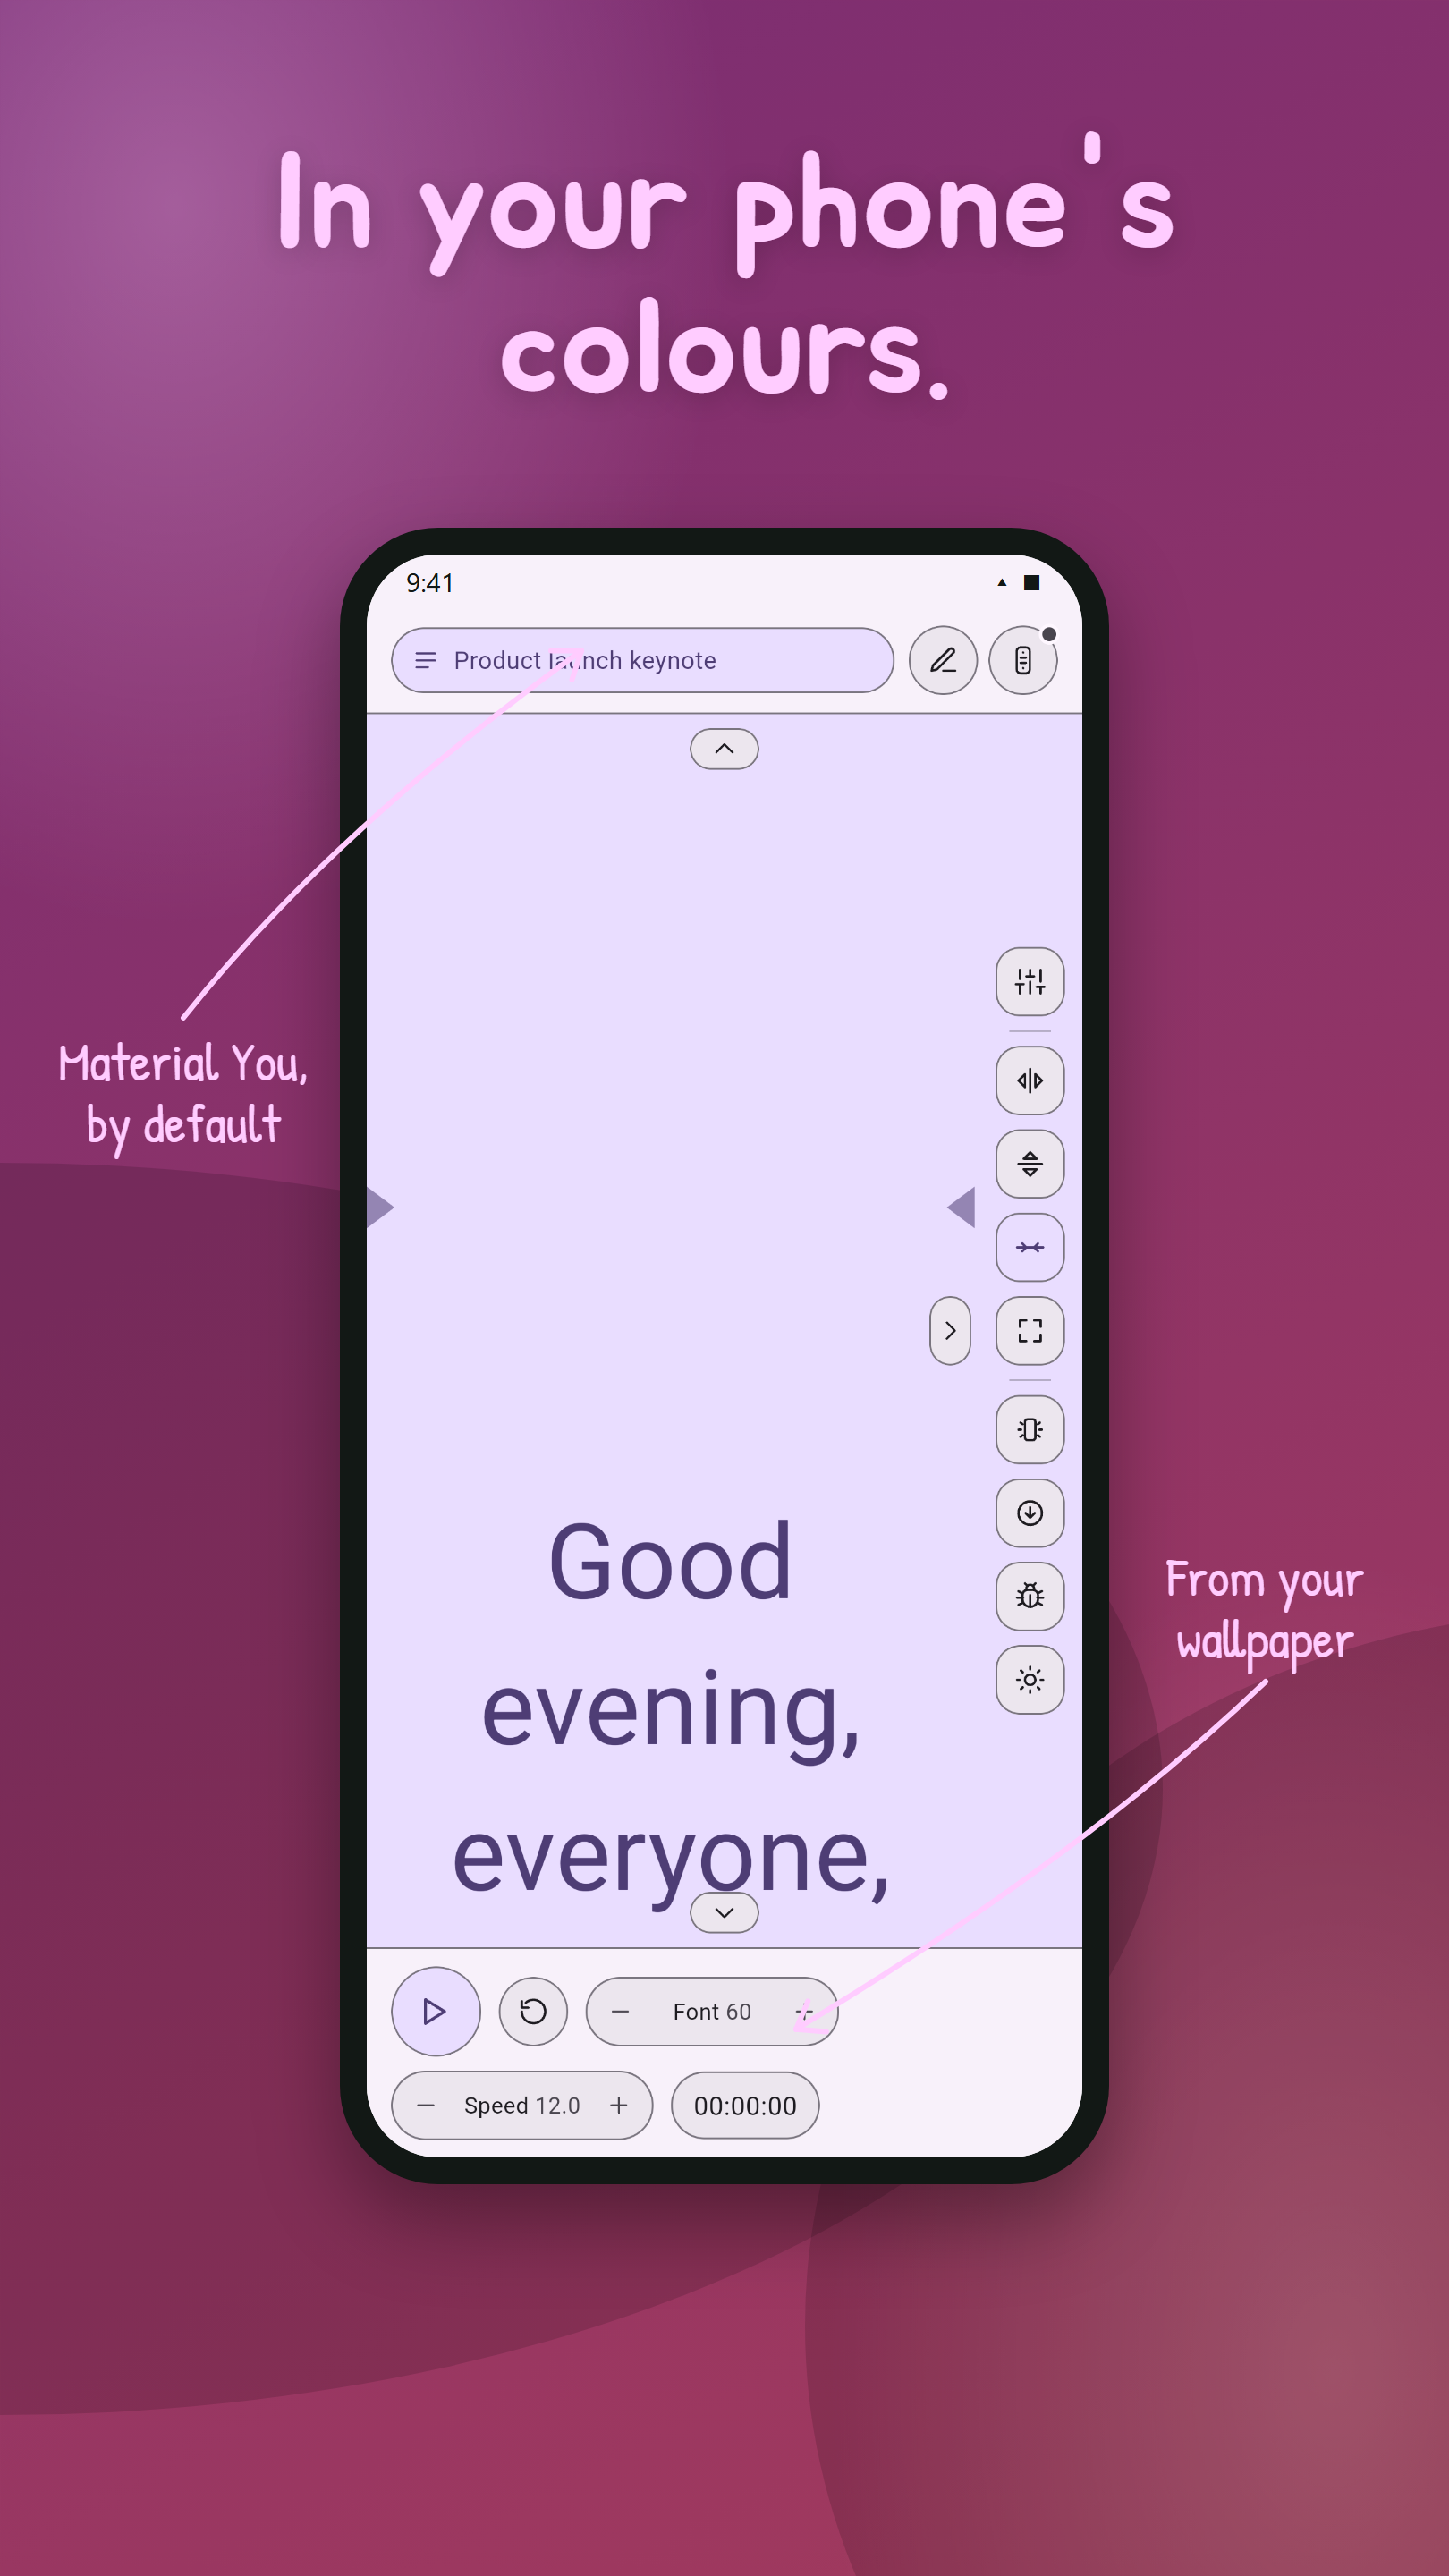 In your phone's
colours.
9:41
Product launch keynote
Material You,
by default
Good
evening,
everyone,
From your
wallpaper
Font 60
Speed 12.0
00:00:00